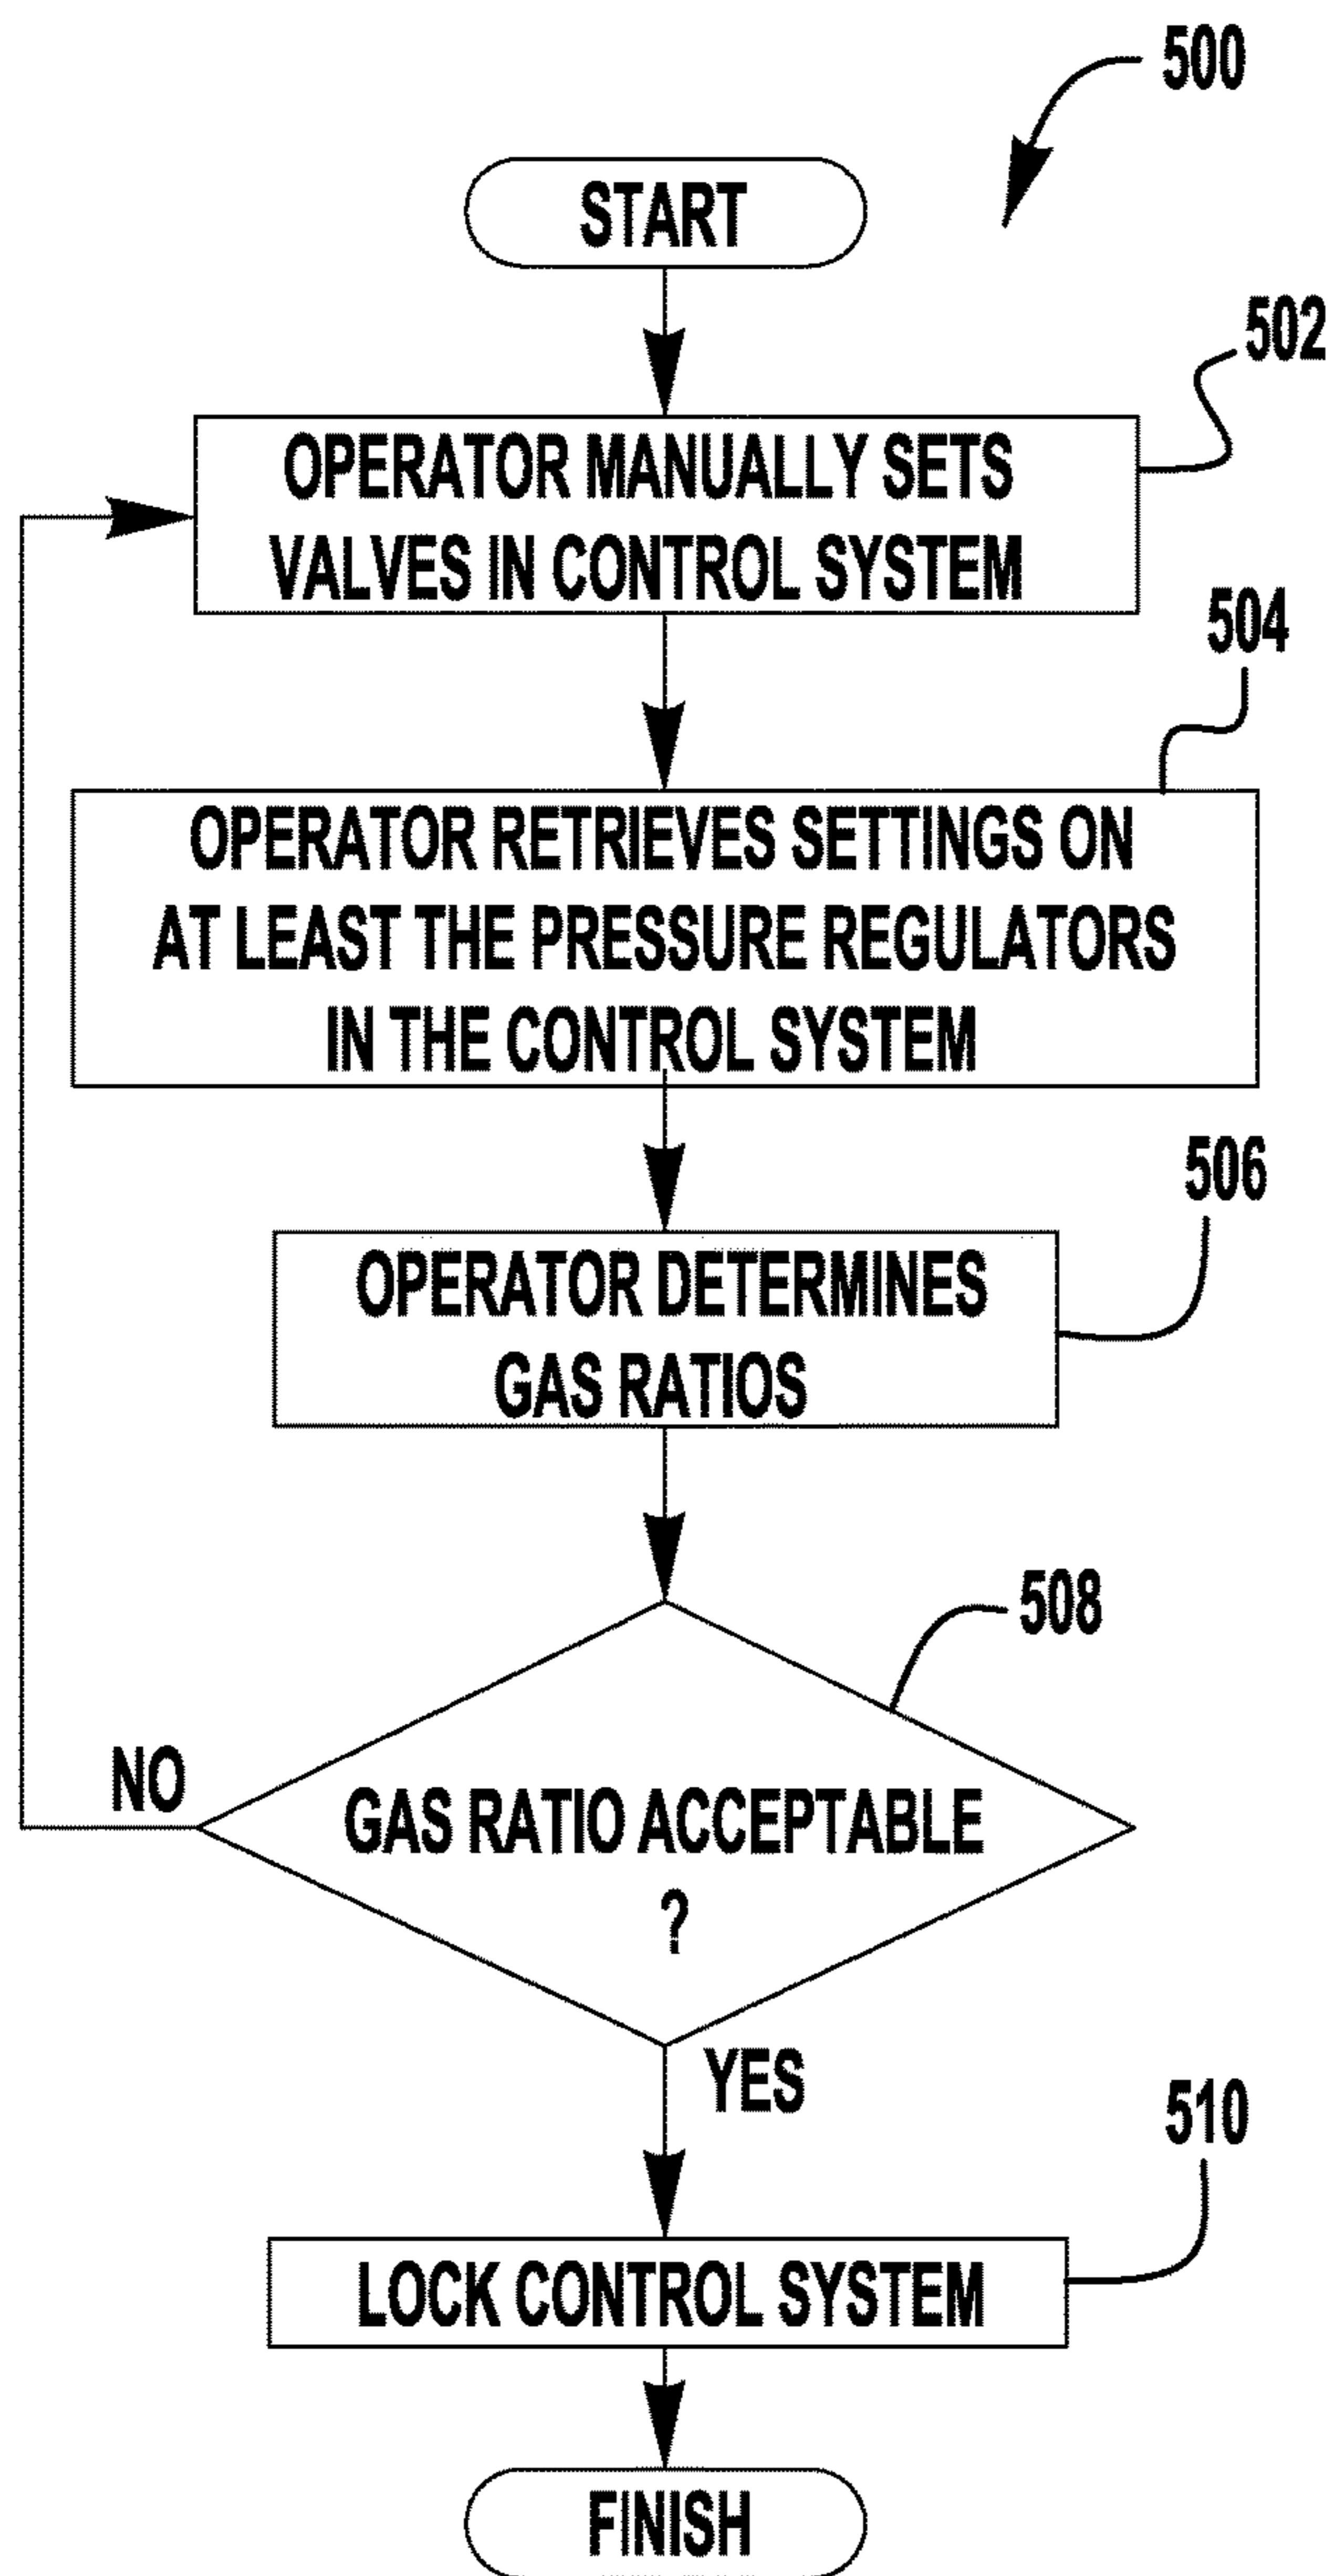 500
START
502
OPERATOR MANUALLY SETS
VALVES IN CONTROL SYSTEM
504
OPERATOR RETRIEVES SETTINGS ON
AT LEAST THE PRESSURE REGULATORS
IN THE CONTROL SYSTEM
506
OPERATOR DETERMINES
GAS RATIOS
508
NO
GAS RATIO ACCEPTABLE
?
YES
510
LOCK CONTROL SYSTEM
FINISH